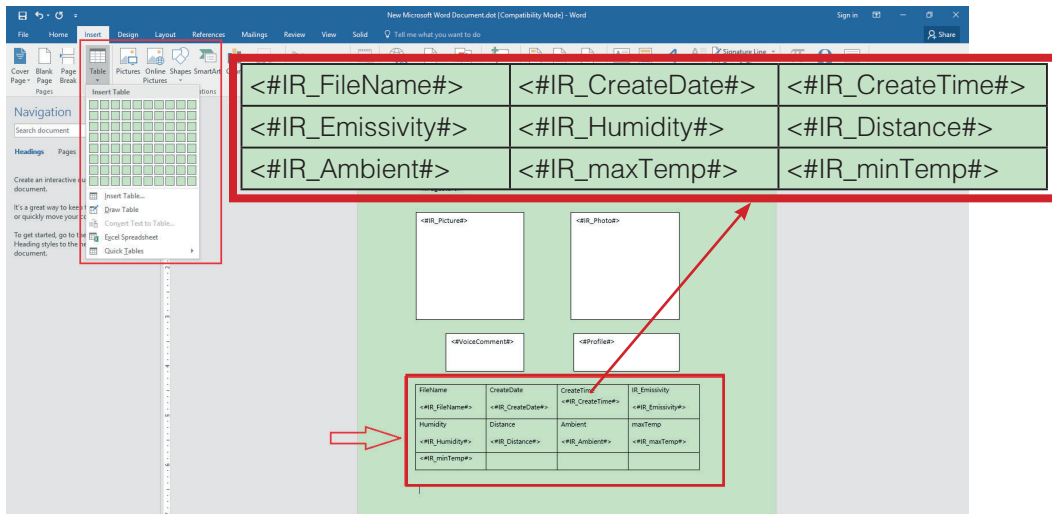 New Microsoft Word Document.dot [Compatibility Mode] - Word
Sign in
File Home Insert Design Layout References Mailings Review View Solid Tell me what you want to do
Share
Cover Page Blank Page Page Break Table Pictures Online Pictures Shapes SmartArt
Signature Line
Pages
Insert Table
Insert Table...
Draw Table
Convert Text to Table...
Excel Spreadsheet
Quick Tables
Navigation
Search document
Headings Pages
Create an interactive
document.
It's a great way to keep
or quickly move your
To get started, go to the
Heading styles to the
document.
<#IR_FileName#> <#IR_CreateDate#> <#IR_CreateTime#>
<#IR_Emissivity#> <#IR_Humidity#> <#IR_Distance#>
<#IR_Ambient#> <#IR_maxTemp#> <#IR_minTemp#>
<#IR_Picture#> <#IR_Photo#>
<#VoiceComment#> <#Profile#>
FileName CreateDate CreateTime IR_Emissivity
<#IR_FileName#> <#IR_CreateDate#> <#IR_CreateTime#> <#IR_Emissivity#>
Humidity Distance Ambient maxTemp
<#IR_Humidity#> <#IR_Distance#> <#IR_Ambient#> <#IR_maxTemp#>
<#IR_minTemp#>